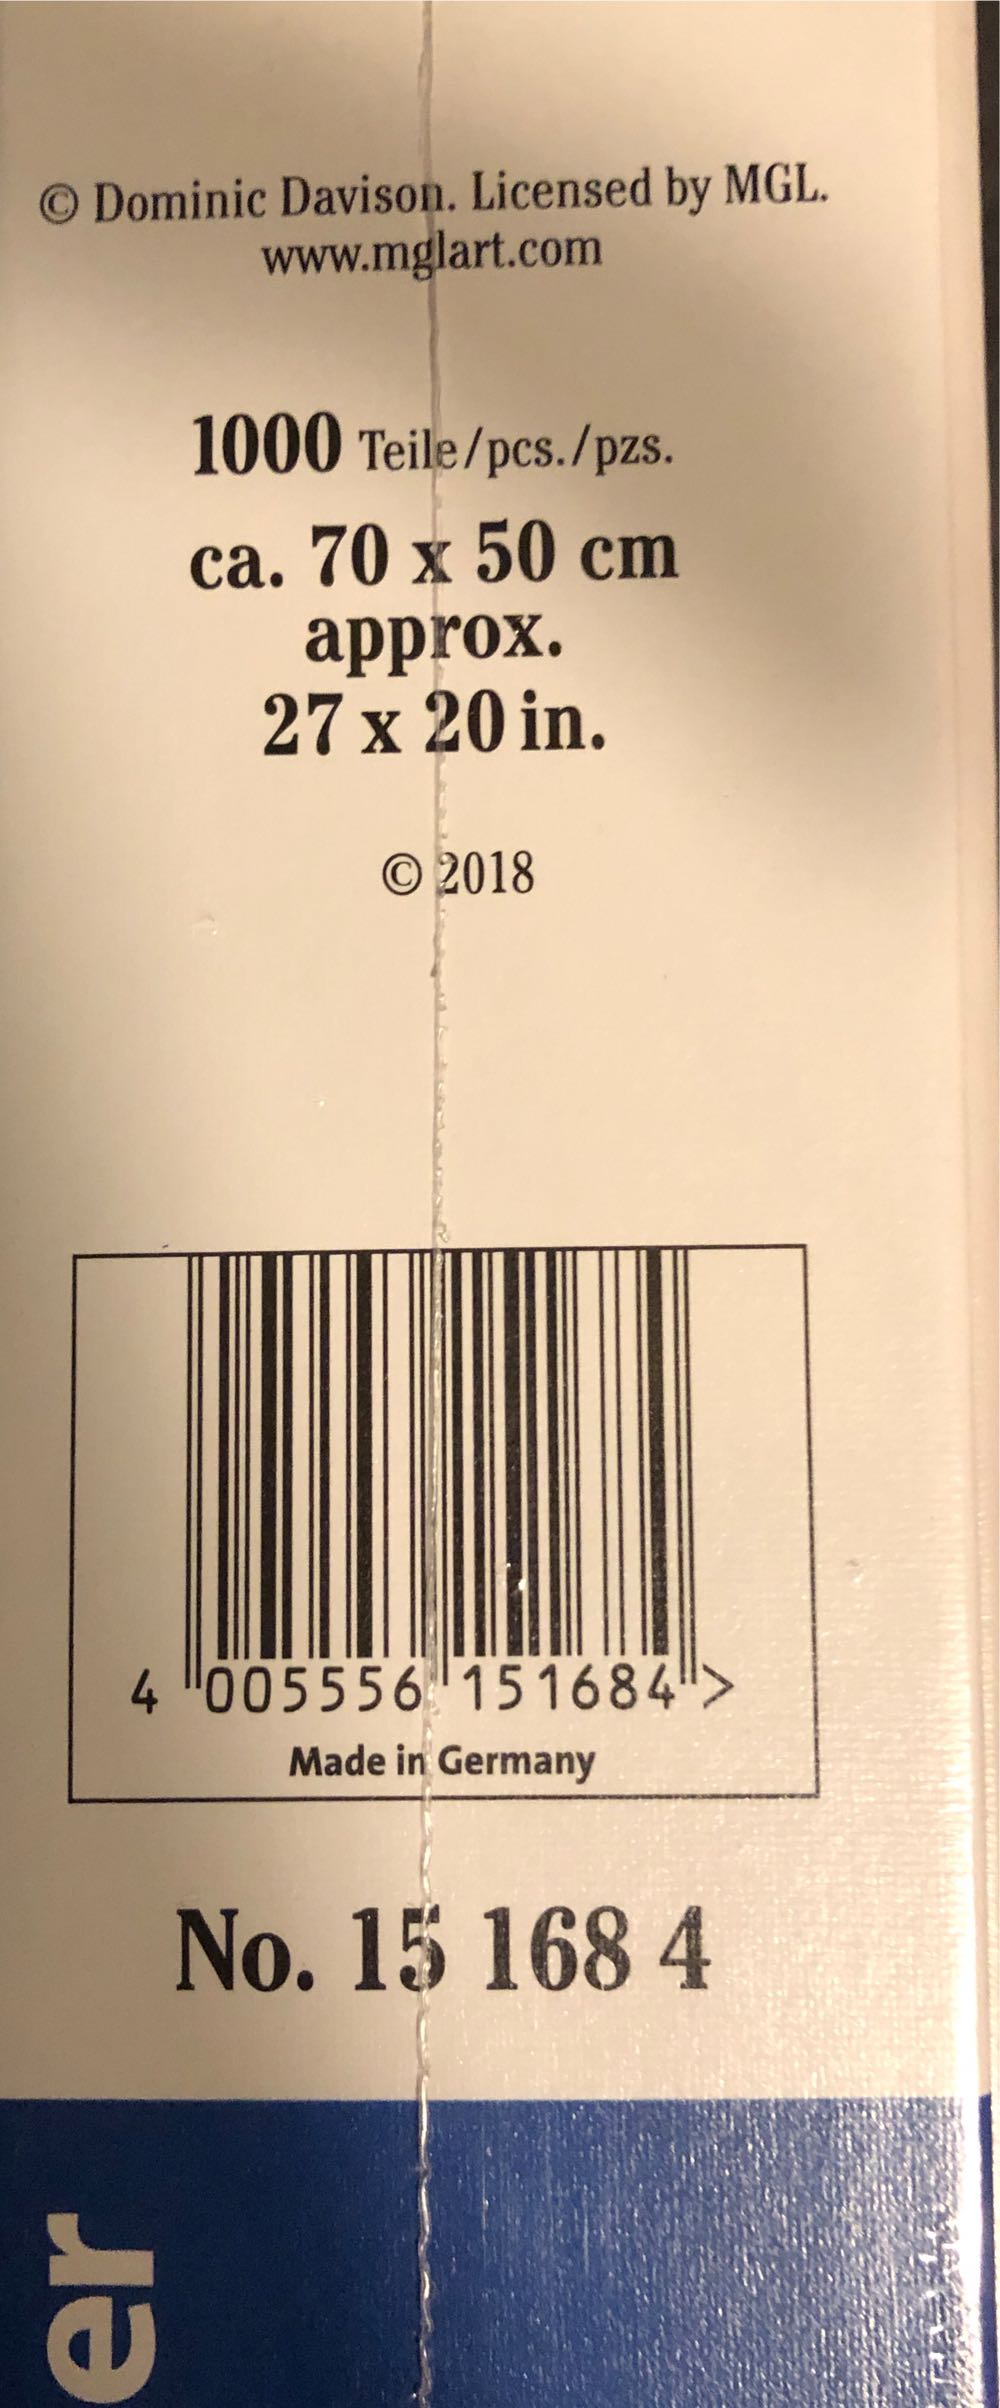 © Dominic Davison. Licensed by MGL.
www.mglart.com
1000 Teile/pcs./pzs.
ca. 70 x 50 cm
approx.
27 x 20 in.
© 2018
4 005556 151684 >
Made in Germany
No. 15 168 4
er